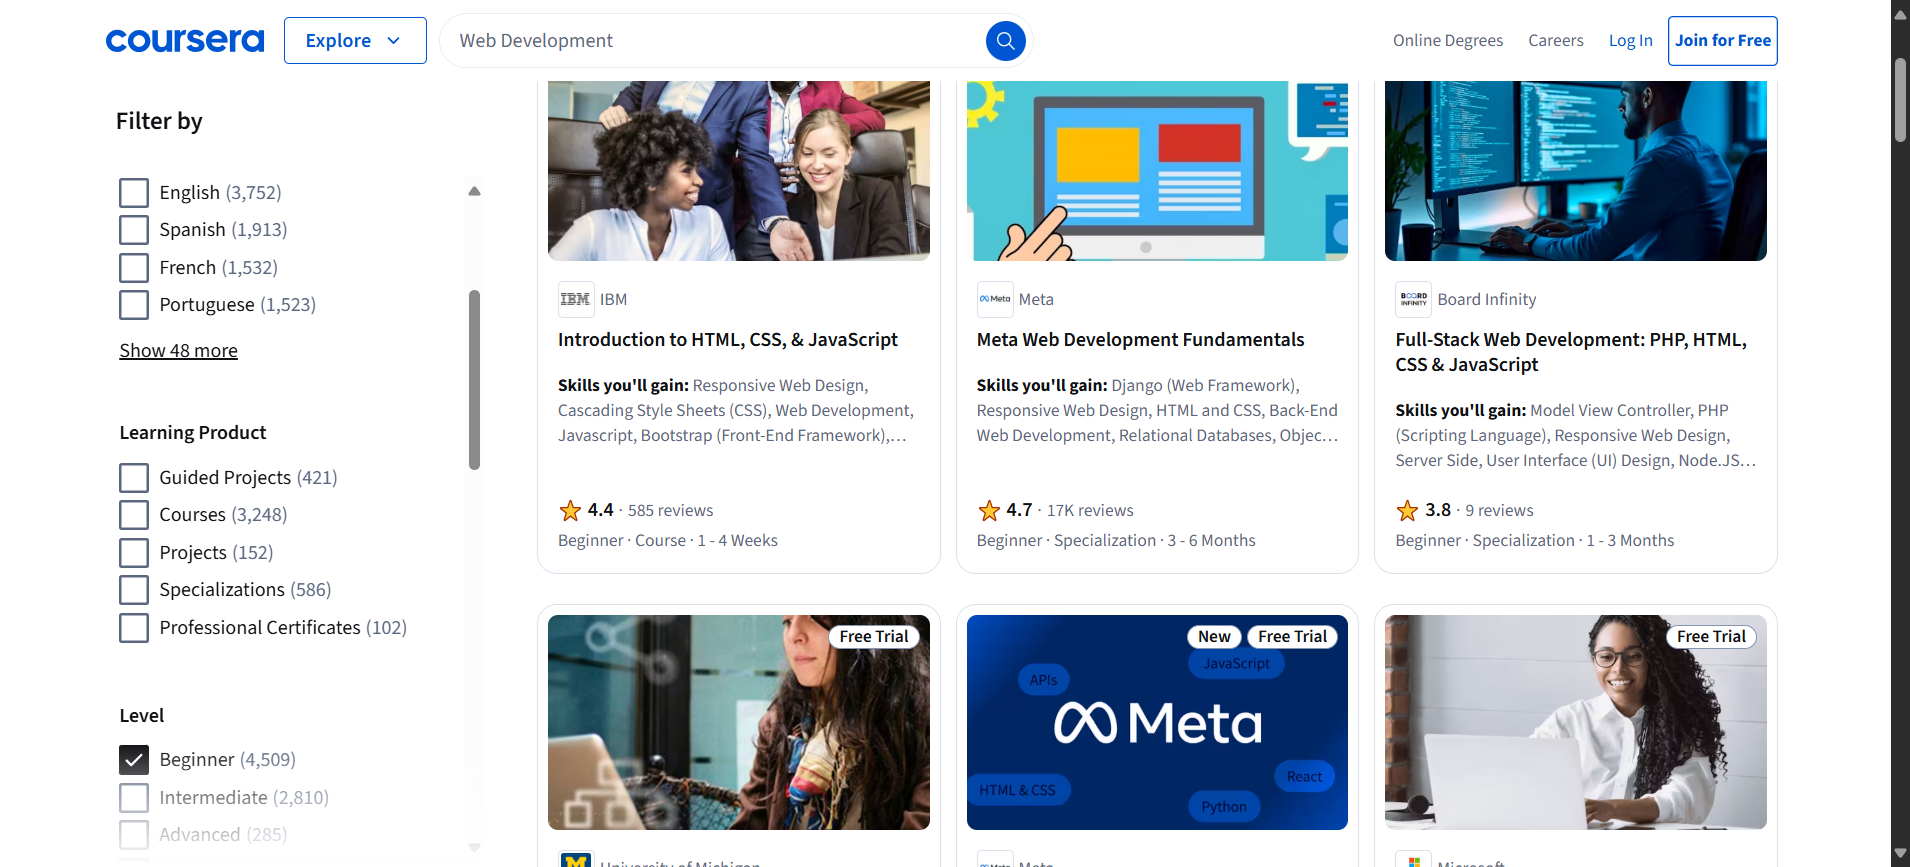 coursera
Explore
Web Development
Online Degrees
Careers
Log In
Join for Free
Filter by
English (3,752)
Spanish (1,913)
French (1,532)
Portuguese (1,523)
Show 48 more
Learning Product
Guided Projects (421)
Courses (3,248)
Projects (152)
Specializations (586)
Professional Certificates (102)
Level
Beginner (4,509)
Intermediate (2,810)
Advanced (285)
IBM
IBM
Introduction to HTML, CSS, & JavaScript
Skills you'll gain: Responsive Web Design,
Cascading Style Sheets (CSS), Web Development,
Javascript, Bootstrap (Front-End Framework),…
4.4 · 585 reviews
Beginner · Course · 1 - 4 Weeks
Meta
Meta
Meta Web Development Fundamentals
Skills you'll gain: Django (Web Framework),
Responsive Web Design, HTML and CSS, Back-End
Web Development, Relational Databases, Objec…
4.7 · 17K reviews
Beginner · Specialization · 3 - 6 Months
BOARD
INFINITY
Board Infinity
Full-Stack Web Development: PHP, HTML,
CSS & JavaScript
Skills you'll gain: Model View Controller, PHP
(Scripting Language), Responsive Web Design,
Server Side, User Interface (UI) Design, Node.JS…
3.8 · 9 reviews
Beginner · Specialization · 1 - 3 Months
Free Trial
New
Free Trial
JavaScript
APIs
Meta
React
HTML & CSS
Python
Free Trial
M
University of Michigan
Meta
Meta
Microsoft